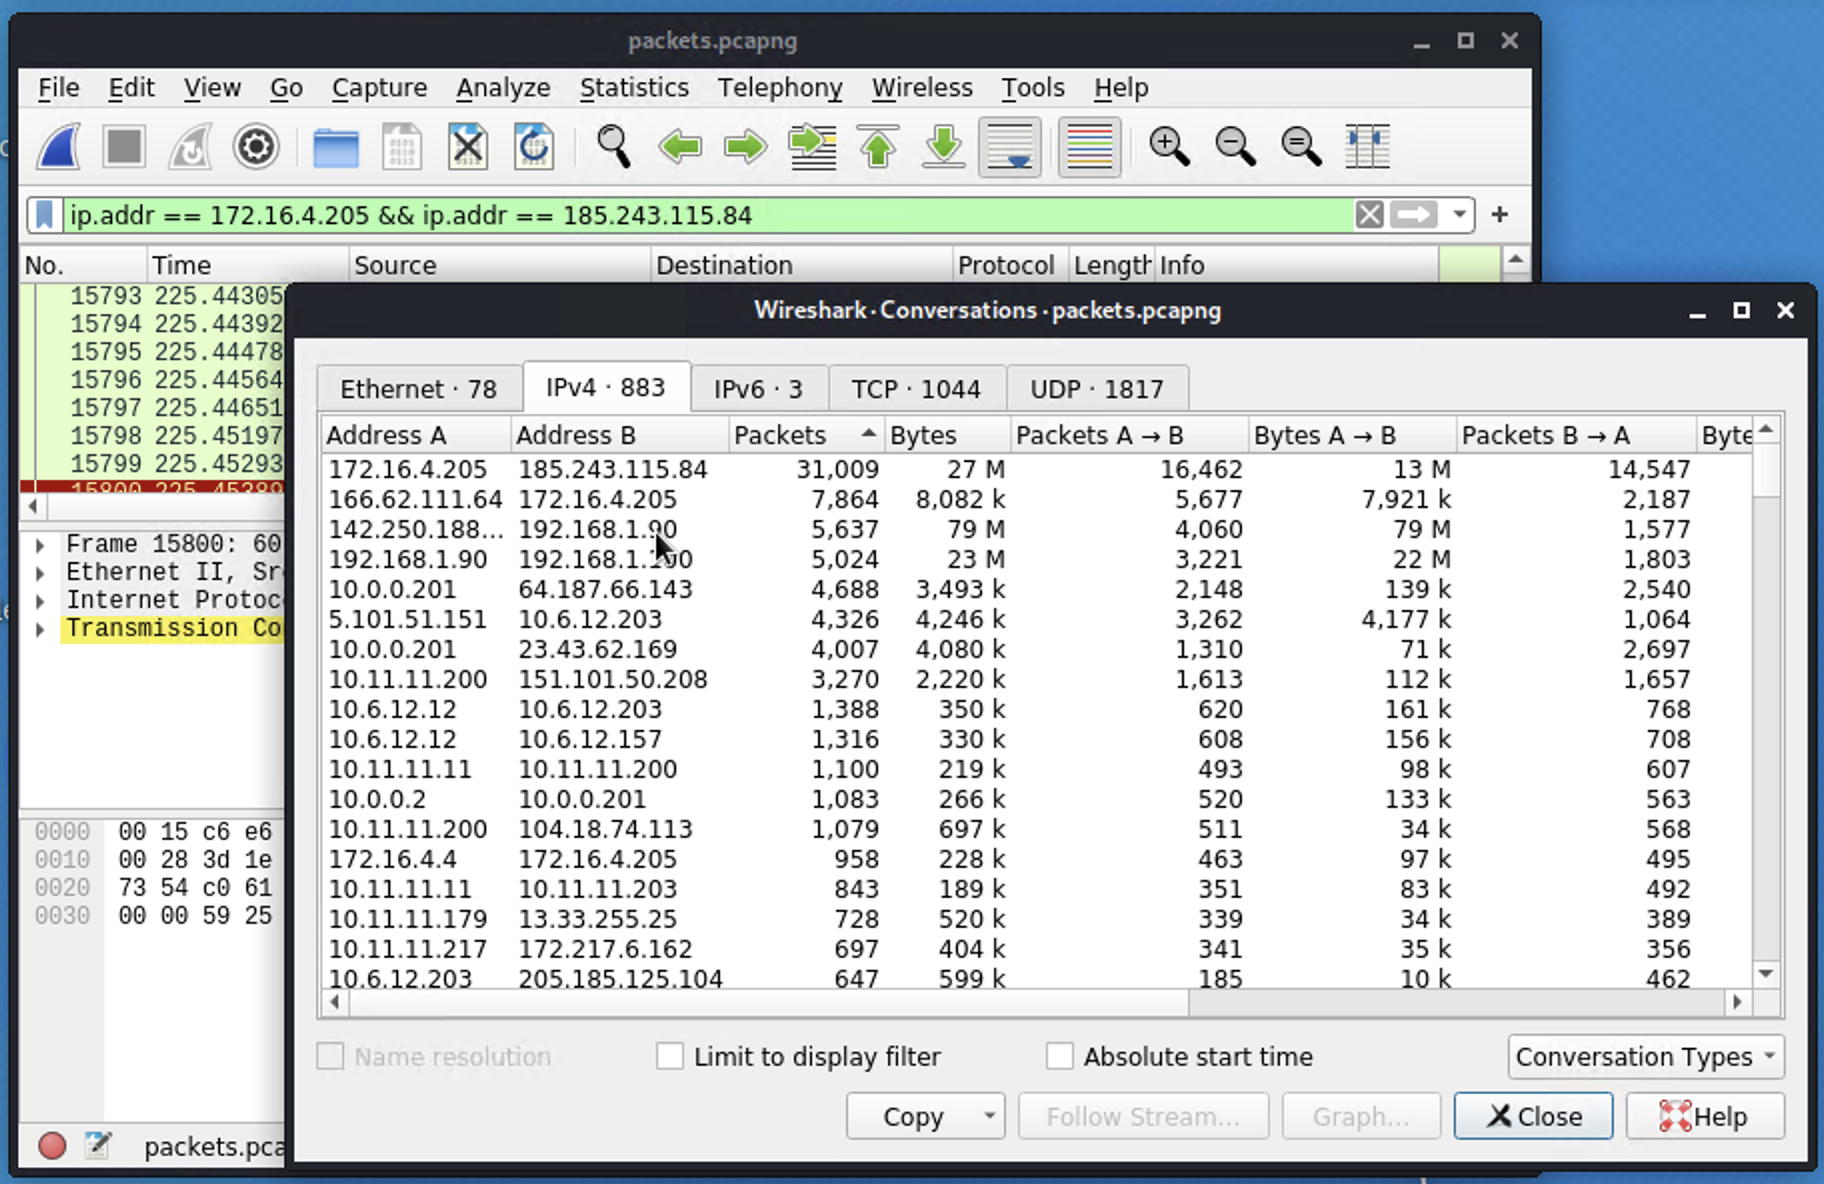 packets.pcapng
File Edit View Go Capture Analyze Statistics Telephony Wireless Tools Help
ip.addr == 172.16.4.205 && ip.addr == 185.243.115.84
No. Time Source Destination Protocol Length Info
15793 225.44305
15794 225.44392
15795 225.44478
15796 225.44564
15797 225.44651
15798 225.45197
15799 225.45293
15800 225.45389
Frame 15800: 60
Ethernet II, Sr
Internet Protoc
Transmission Co
0000 00 15 c6 e6
0010 00 28 3d 1e
0020 73 54 c0 61
0030 00 00 59 25
packets.pca
Wireshark · Conversations · packets.pcapng
Ethernet · 78 IPv4 · 883 IPv6 · 3 TCP · 1044 UDP · 1817
Address A Address B Packets Bytes Packets A → B Bytes A → B Packets B → A Byte
172.16.4.205 185.243.115.84 31,009 27 M 16,462 13 M 14,547
166.62.111.64 172.16.4.205 7,864 8,082 k 5,677 7,921 k 2,187
142.250.188... 192.168.1.90 5,637 79 M 4,060 79 M 1,577
192.168.1.90 5,024 23 M 3,221 22 M 1,803
10.0.0.201 64.187.66.143 4,688 3,493 k 2,148 139 k 2,540
5.101.51.151 10.6.12.203 4,326 4,246 k 3,262 4,177 k 1,064
10.0.0.201 23.43.62.169 4,007 4,080 k 1,310 71 k 2,697
10.11.11.200 151.101.50.208 3,270 2,220 k 1,613 112 k 1,657
10.6.12.12 10.6.12.203 1,388 350 k 620 161 k 768
10.6.12.12 10.6.12.157 1,316 330 k 608 156 k 708
10.11.11.11 10.11.11.200 1,100 219 k 493 98 k 607
10.0.0.2 10.0.0.201 1,083 266 k 520 133 k 563
10.11.11.200 104.18.74.113 1,079 697 k 511 34 k 568
172.16.4.4 172.16.4.205 958 228 k 463 97 k 495
10.11.11.11 10.11.11.203 843 189 k 351 83 k 492
10.11.11.179 13.33.255.25 728 520 k 339 34 k 389
10.11.11.217 172.217.6.162 697 404 k 341 35 k 356
10.6.12.203 205.185.125.104 647 599 k 185 10 k 462
Name resolution Limit to display filter Absolute start time Conversation Types
Copy Follow Stream... Graph... Close Help